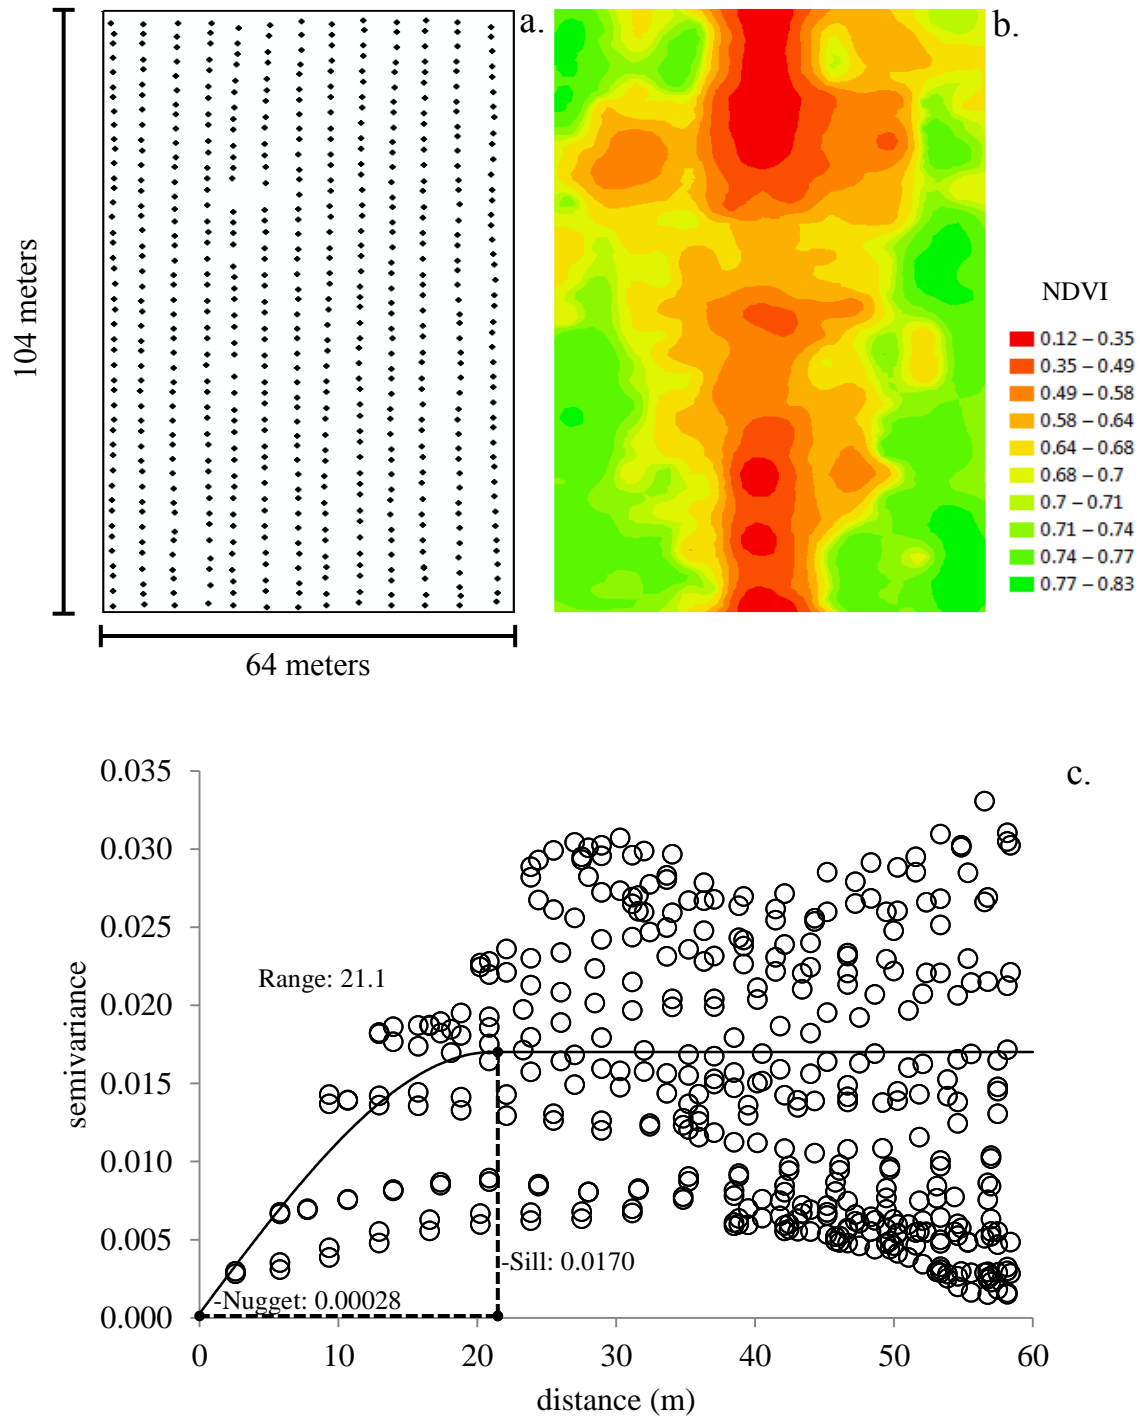 a.
b.
104 meters
64 meters
NDVI
0.12 – 0.35
0.35 – 0.49
0.49 – 0.58
0.58 – 0.64
0.64 – 0.68
0.68 – 0.7
0.7 – 0.71
0.71 – 0.74
0.74 – 0.77
0.77 – 0.83
c.
semivariance
0.035
0.030
0.025
0.020
0.015
0.010
0.005
0.000
Range: 21.1
-Sill: 0.0170
-Nugget: 0.00028
0 10 20 30 40 50 60
distance (m)